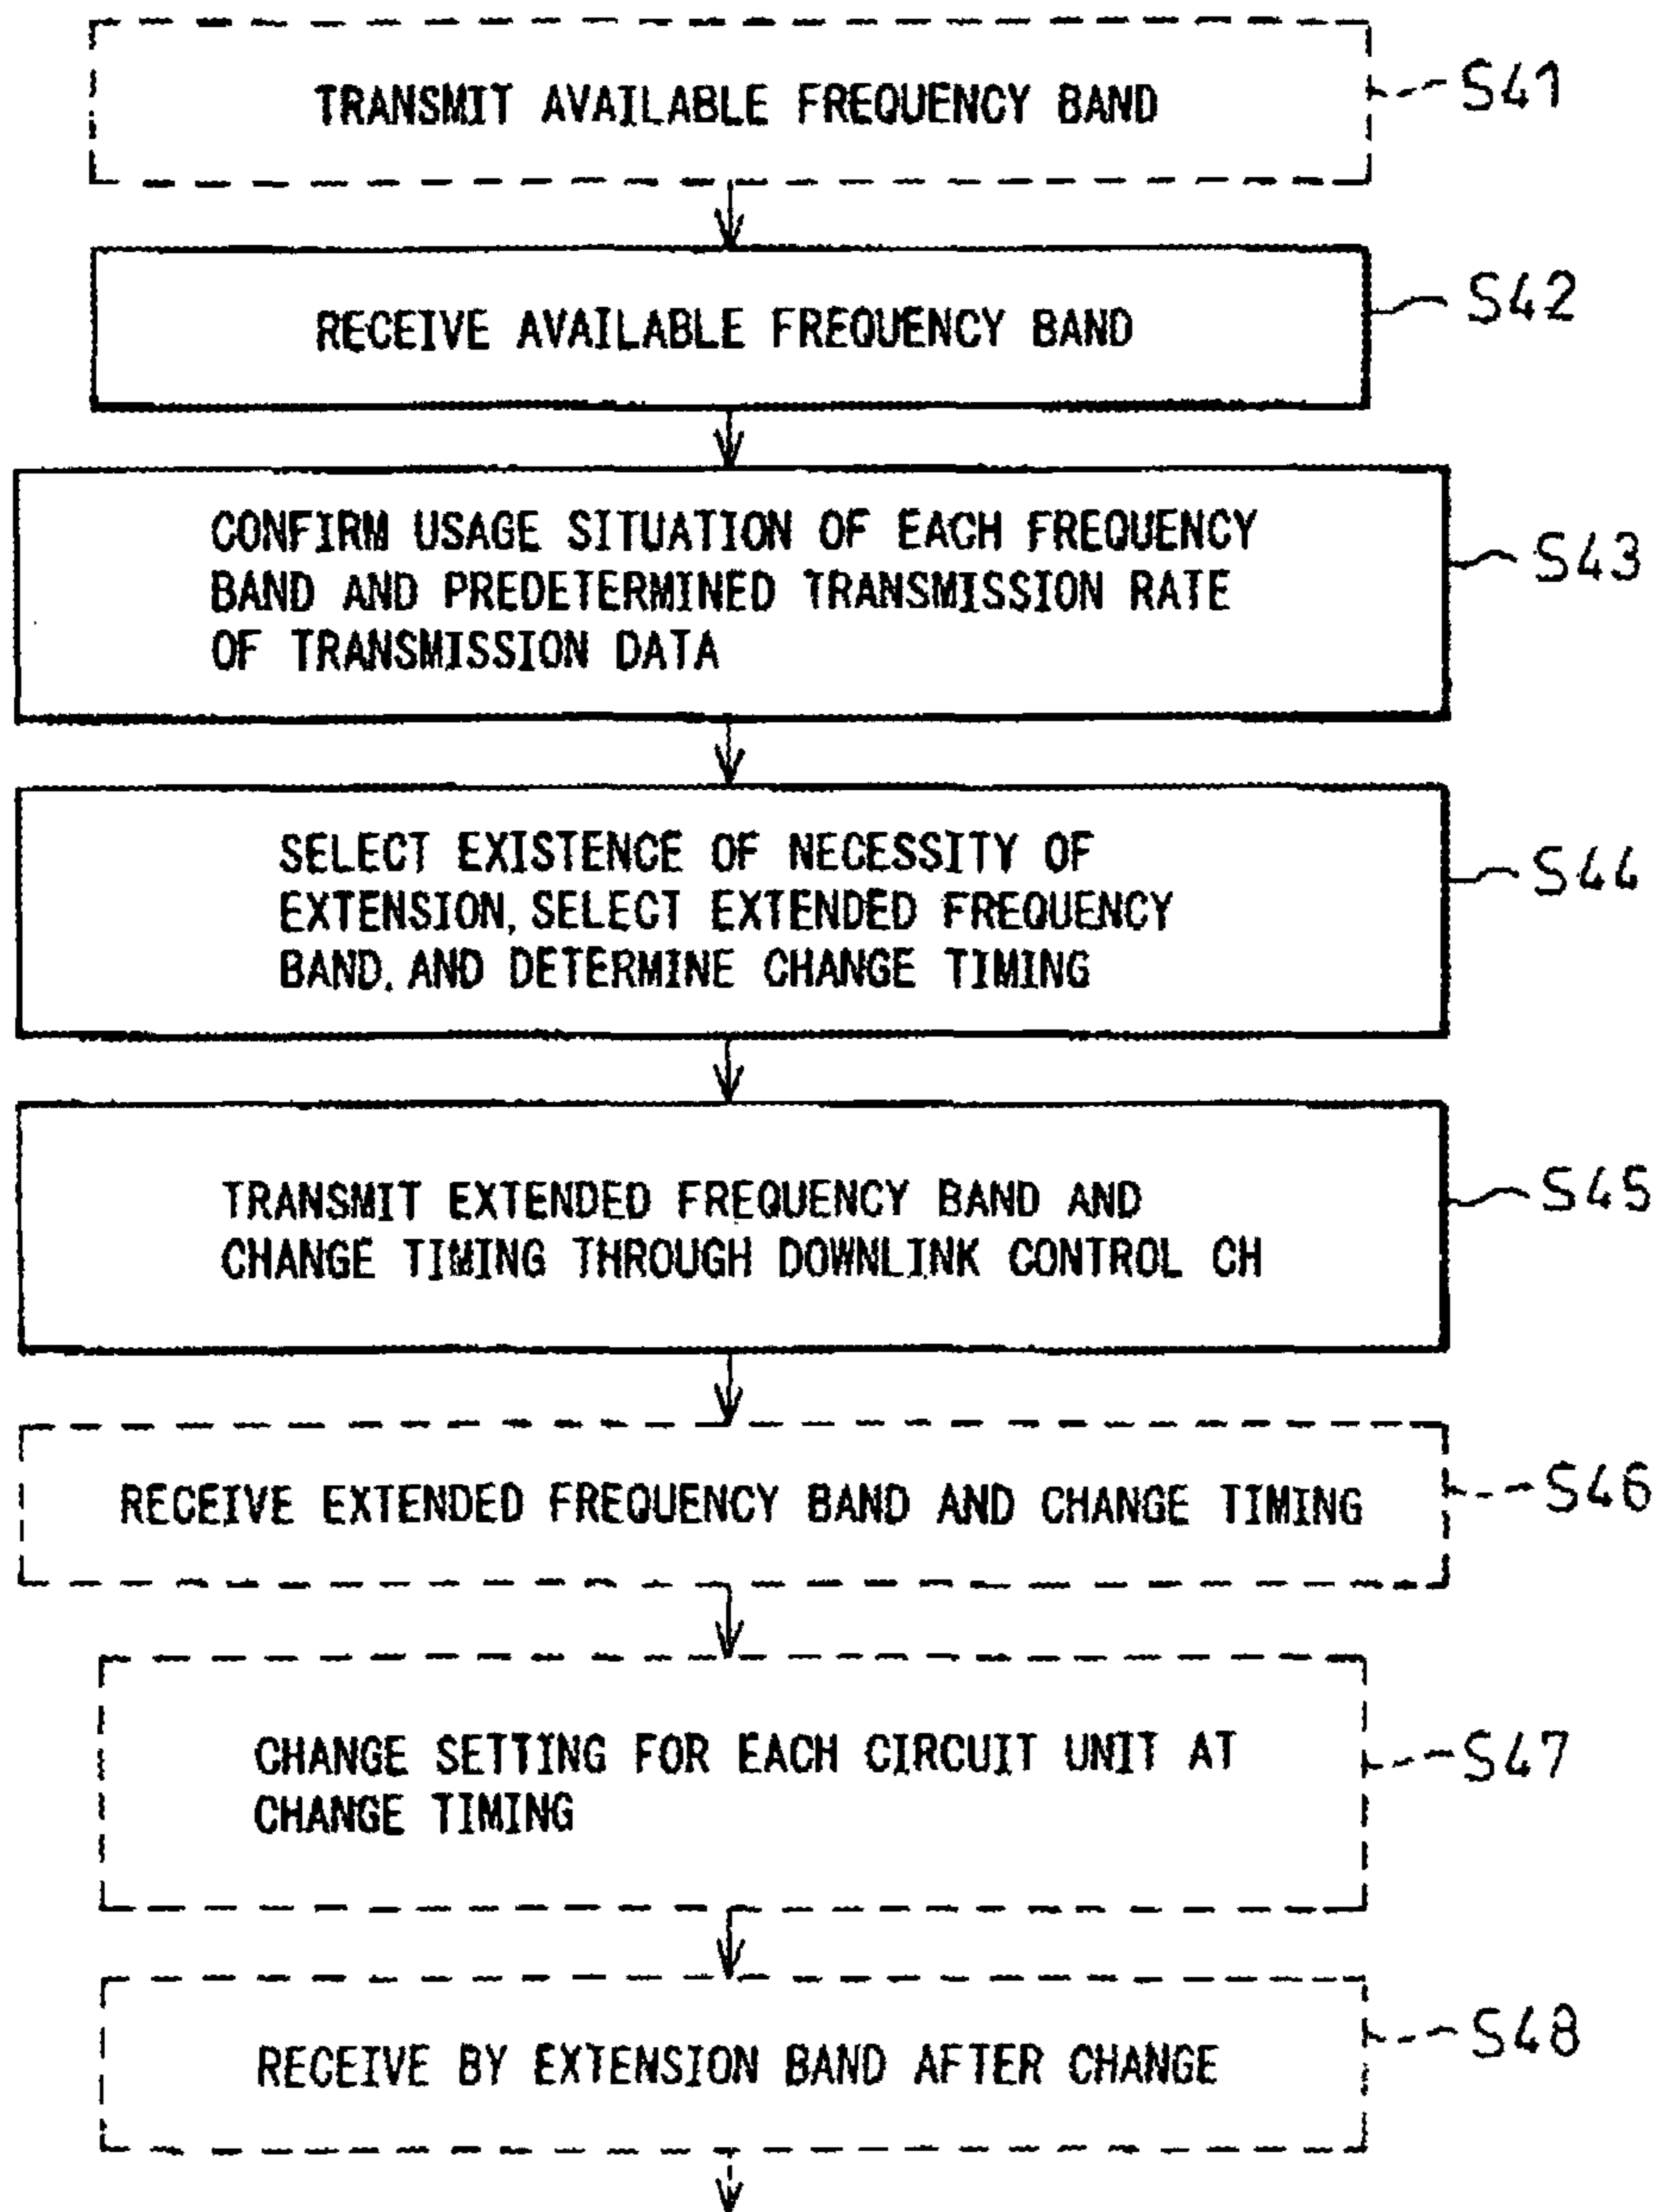 TRANSMIT AVAILABLE FREQUENCY BAND
S41
RECEIVE AVAILABLE FREQUENCY BAND
S42
CONFIRM USAGE SITUATION OF EACH FREQUENCY
BAND AND PREDETERMINED TRANSMISSION RATE
OF TRANSMISSION DATA
S43
SELECT EXISTENCE OF NECESSITY OF
EXTENSION, SELECT EXTENDED FREQUENCY
BAND, AND DETERMINE CHANGE TIMING
S44
TRANSMIT EXTENDED FREQUENCY BAND AND
CHANGE TIMING THROUGH DOWNLINK CONTROL CH
S45
RECEIVE EXTENDED FREQUENCY BAND AND CHANGE TIMING
S46
CHANGE SETTING FOR EACH CIRCUIT UNIT AT
CHANGE TIMING
S47
RECEIVE BY EXTENSION BAND AFTER CHANGE
S48